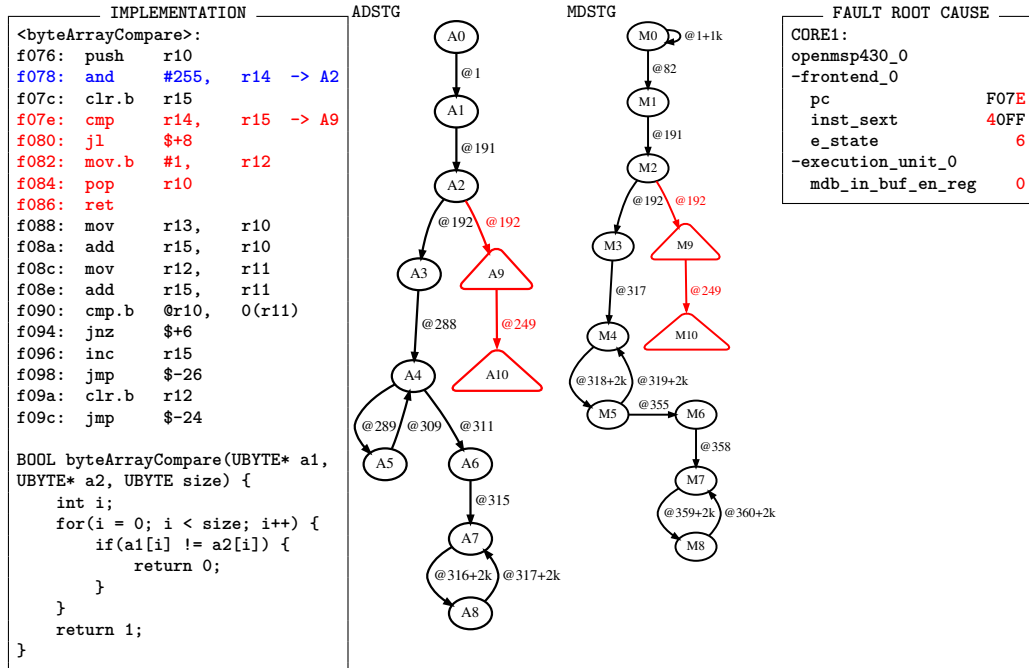 IMPLEMENTATION
<byteArrayCompare>:
f076: push r10
f078: and #255, r14 -> A2
f07c: clr.b r15
f07e: cmp r14, r15 -> A9
f080: jl $+8
f082: mov.b #1, r12
f084: pop r10
f086: ret
f088: mov r13, r10
f08a: add r15, r10
f08c: mov r12, r11
f08e: add r15, r11
f090: cmp.b @r10, 0(r11)
f094: jnz $+6
f096: inc r15
f098: jmp $-26
f09a: clr.b r12
f09c: jmp $-24
BOOL byteArrayCompare(UBYTE* a1,
UBYTE* a2, UBYTE size) {
int i;
for(i = 0; i < size; i++) {
if(a1[i] != a2[i]) {
return 0;
}
}
return 1;
}
ADSTG
A0
@1
A1
@191
A2
@192
@192
A3
A9
@288
@249
A4
A10
@289
@309
@311
A5
A6
@315
A7
@316+2k
@317+2k
A8
MDSTG
M0
@1+1k
@82
M1
@191
M2
@192
@192
M3
M9
@317
@249
M4
M10
@318+2k
@319+2k
M5
@355
M6
@358
M7
@359+2k
@360+2k
M8
FAULT ROOT CAUSE
CORE1:
openmsp430_0
-frontend_0
pc F07E
inst_sext 40FF
e_state 6
-execution_unit_0
mdb_in_buf_en_reg 0